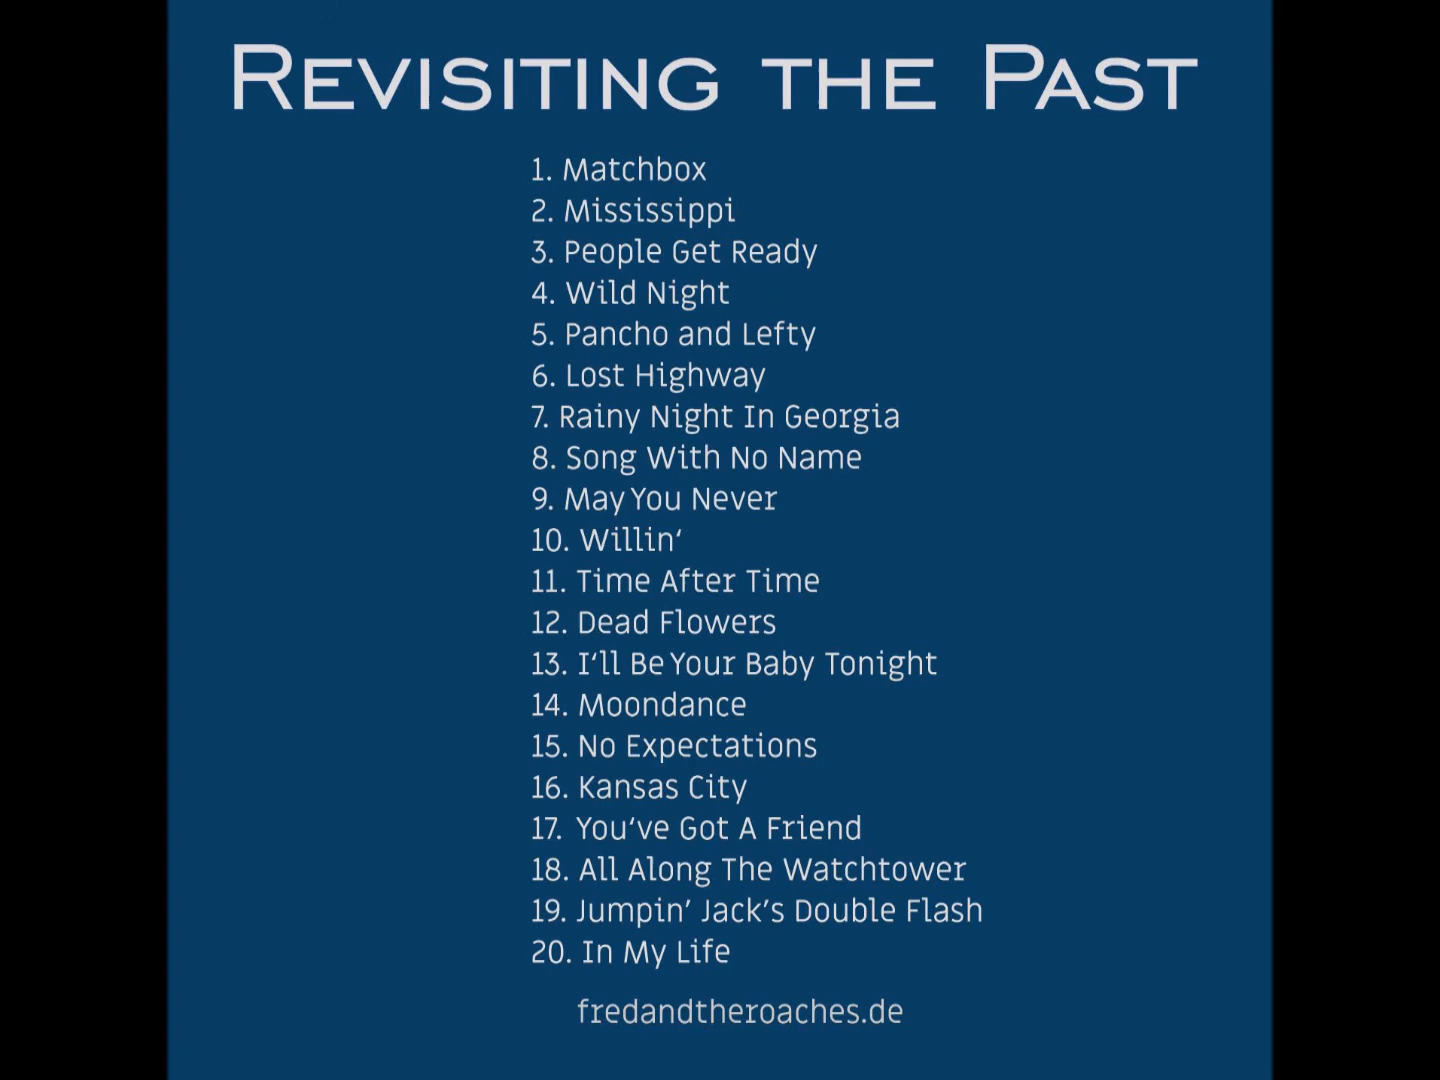 Revisiting the Past
1. Matchbox
2. Mississippi
3. People Get Ready
4. Wild Night
5. Pancho and Lefty
6. Lost Highway
7. Rainy Night In Georgia
8. Song With No Name
9. May You Never
10. Willin‘
11. Time After Time
12. Dead Flowers
13. I‘ll Be Your Baby Tonight
14. Moondance
15. No Expectations
16. Kansas City
17. You‘ve Got A Friend
18. All Along The Watchtower
19. Jumpin’ Jack’s Double Flash
20. In My Life
fredandtheroaches.de